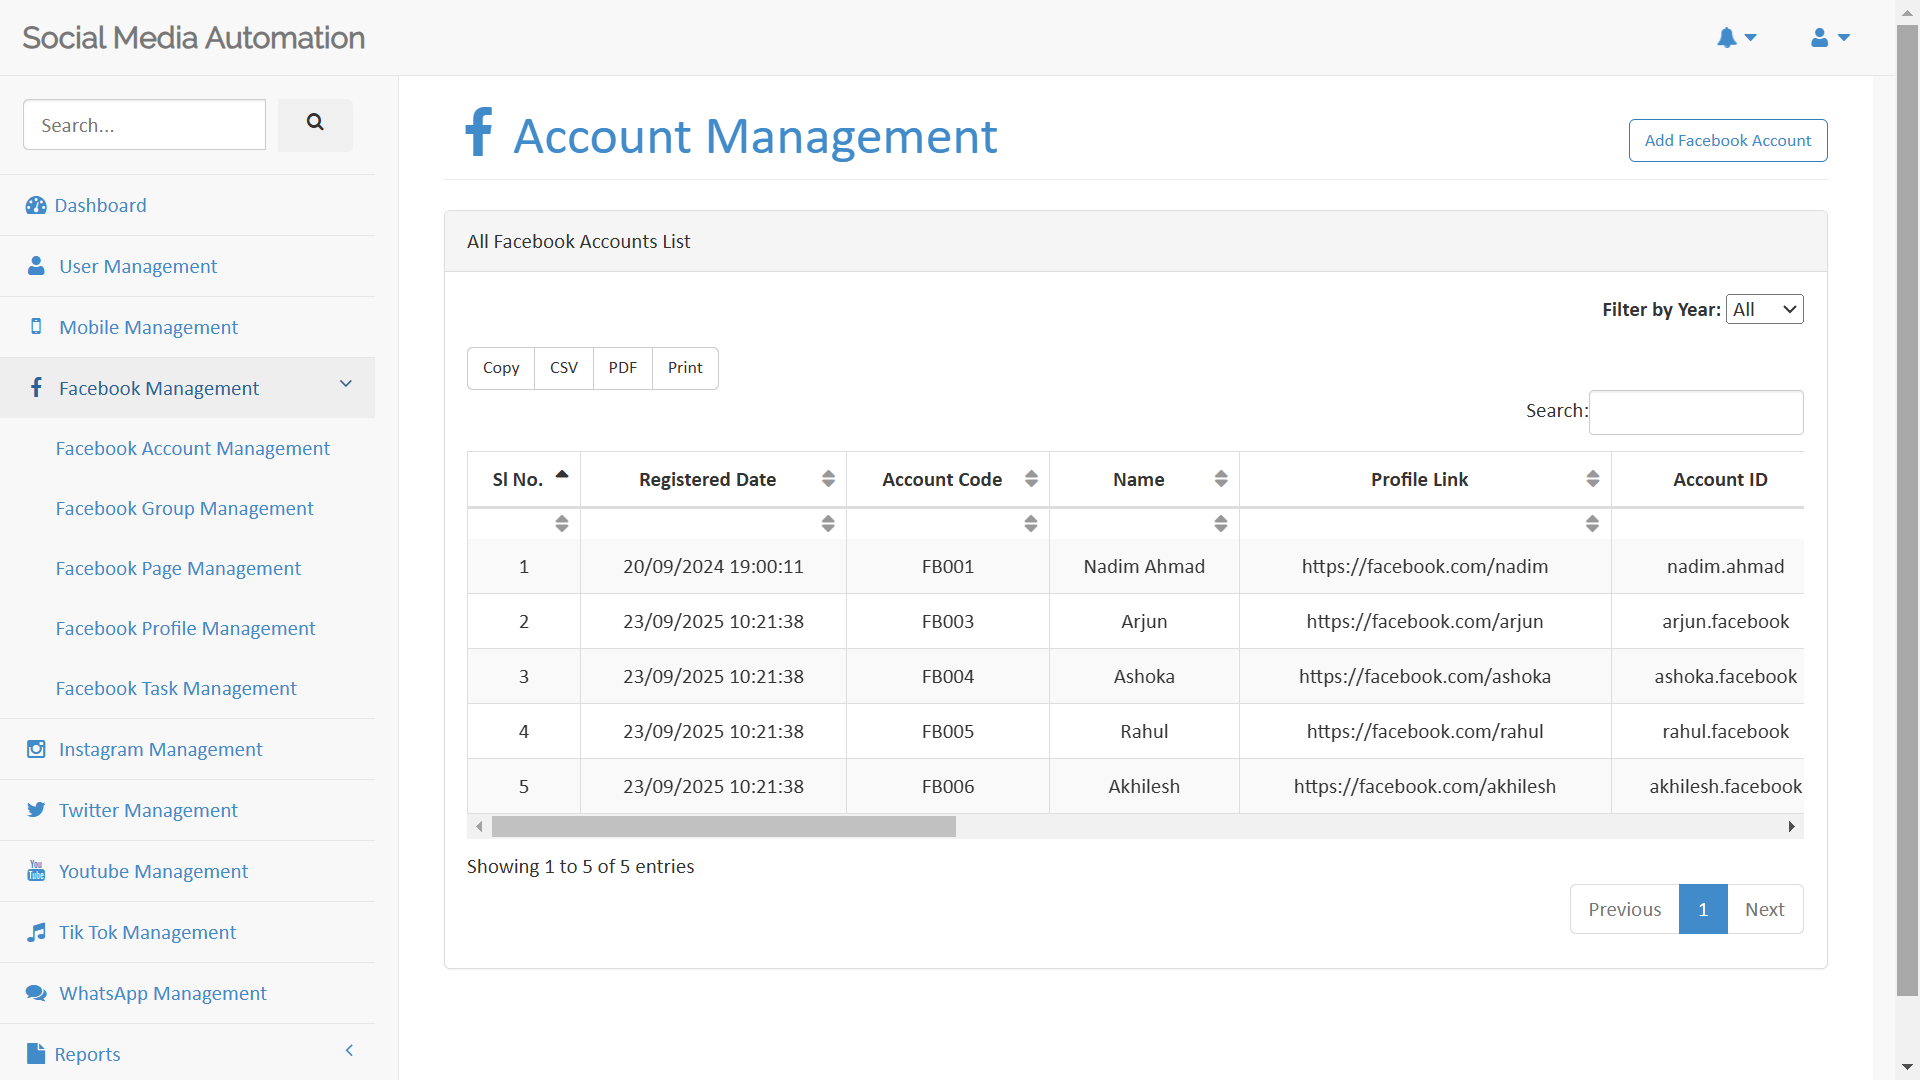 Social Media Automation
Search...
Dashboard
User Management
Mobile Management
Facebook Management
Facebook Account Management
Facebook Group Management
Facebook Page Management
Facebook Profile Management
Facebook Task Management
Instagram Management
Twitter Management
You Tube Youtube Management
Tik Tok Management
WhatsApp Management
Reports
Account Management
Add Facebook Account
All Facebook Accounts List
Filter by Year: All
Copy CSV PDF Print
Search:
Sl No. Registered Date Account Code Name Profile Link Account ID
1 20/09/2024 19:00:11 FB001 Nadim Ahmad https://facebook.com/nadim nadim.ahmad
2 23/09/2025 10:21:38 FB003 Arjun https://facebook.com/arjun arjun.facebook
3 23/09/2025 10:21:38 FB004 Ashoka https://facebook.com/ashoka ashoka.facebook
4 23/09/2025 10:21:38 FB005 Rahul https://facebook.com/rahul rahul.facebook
5 23/09/2025 10:21:38 FB006 Akhilesh https://facebook.com/akhilesh akhilesh.facebook
Showing 1 to 5 of 5 entries
Previous 1 Next